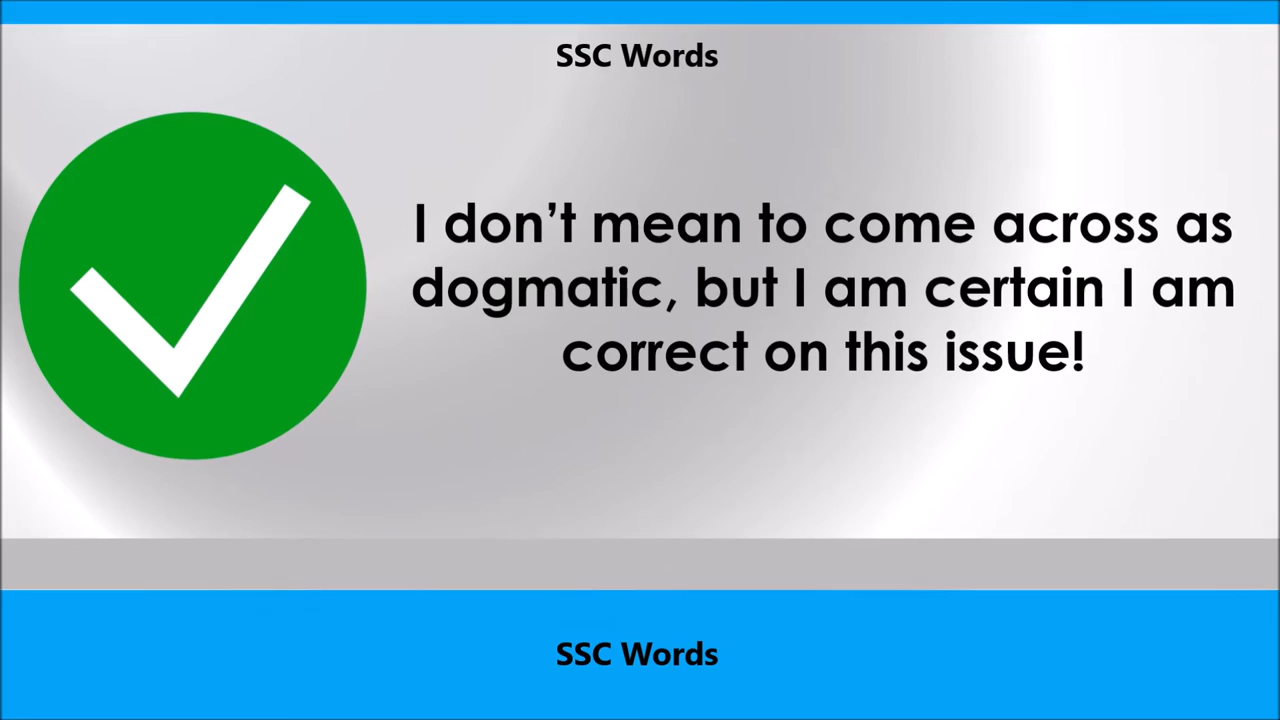 SSC Words
I don’t mean to come across as
dogmatic, but I am certain I am
correct on this issue!
SSC Words